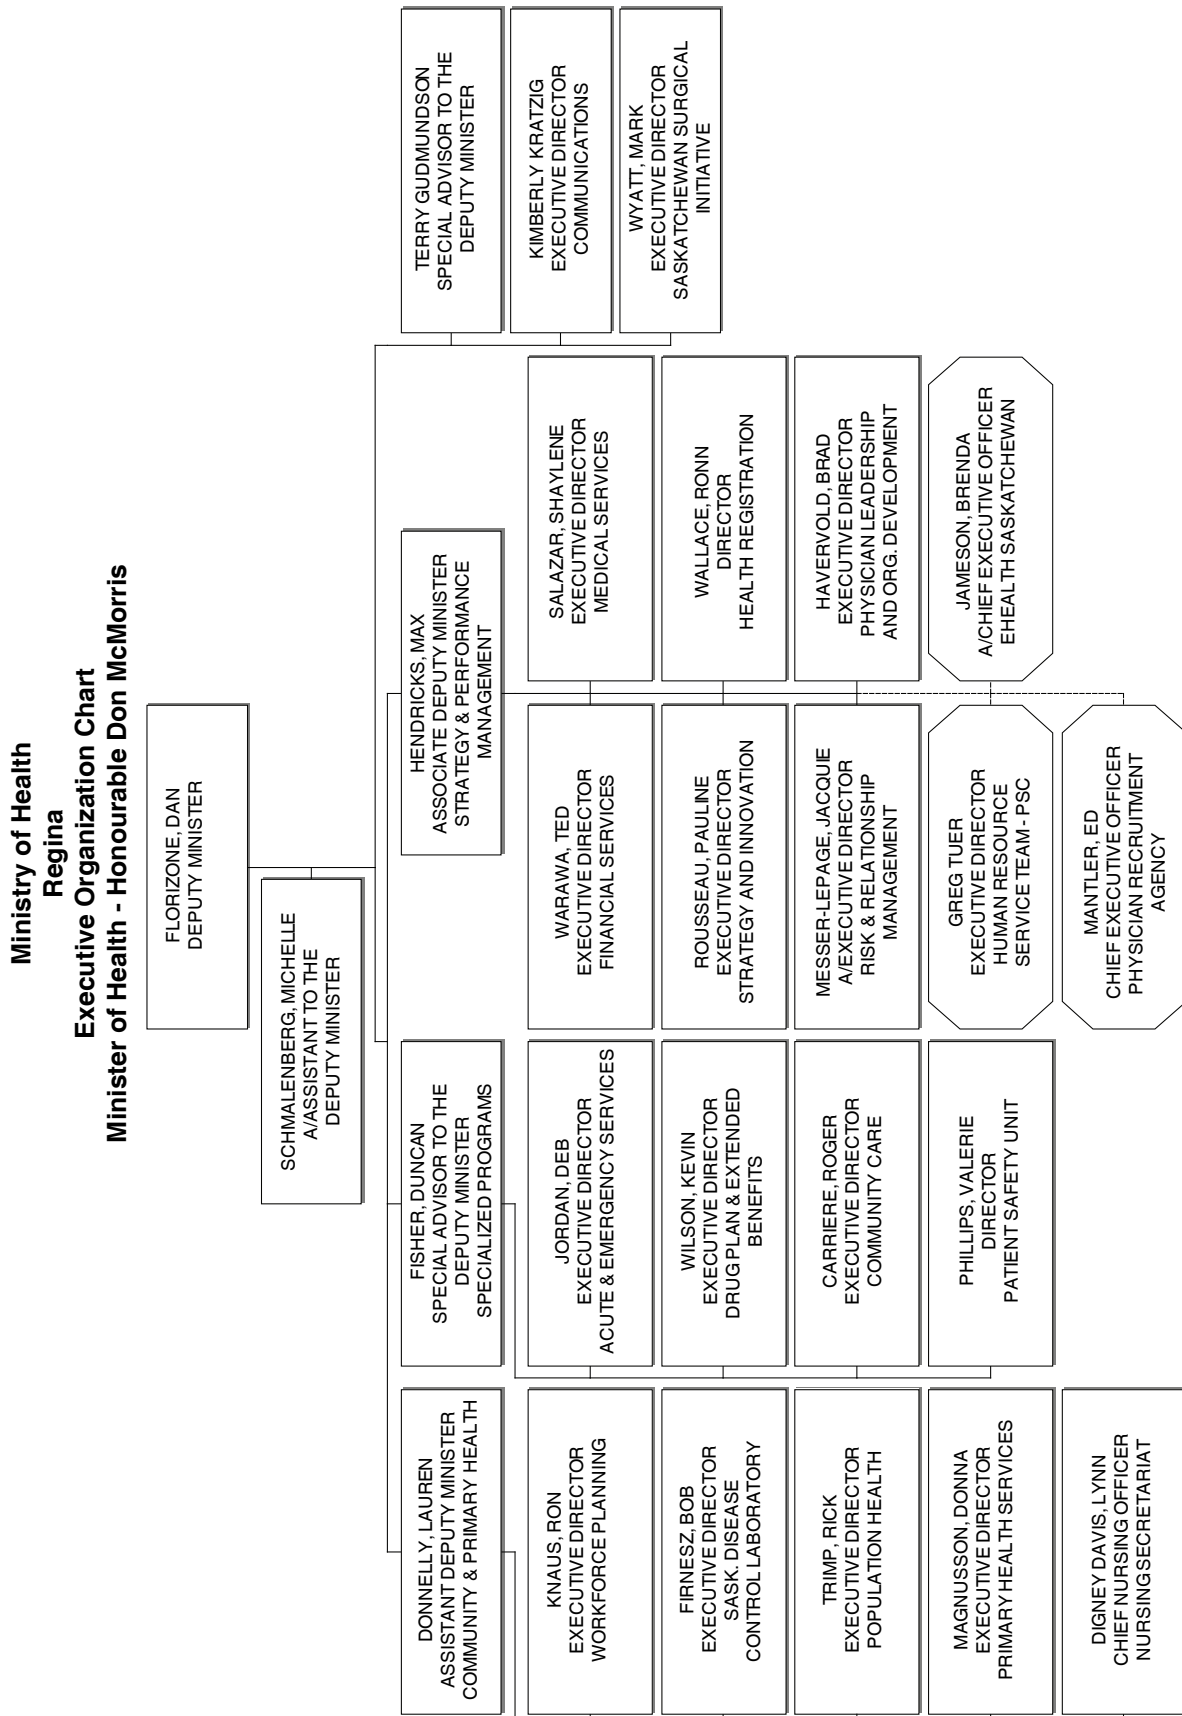 Ministry of Health
Regina
Executive Organization Chart
Minister of Health - Honourable Don McMorris
FLORIZONE, DAN
DEPUTY MINISTER
SCHMALENBERG, MICHELLE
A/ASSISTANT TO THE
DEPUTY MINISTER
DONNELLY, LAUREN
ASSISTANT DEPUTY MINISTER
COMMUNITY & PRIMARY HEALTH
FISHER, DUNCAN
SPECIAL ADVISOR TO THE
DEPUTY MINISTER
SPECIALIZED PROGRAMS
HENDRICKS, MAX
ASSOCIATE DEPUTY MINISTER
STRATEGY & PERFORMANCE
MANAGEMENT
TERRY GUDMUNDSON
SPECIAL ADVISOR TO THE
DEPUTY MINISTER
KIMBERLY KRATZIG
EXECUTIVE DIRECTOR
COMMUNICATIONS
WYATT, MARK
EXECUTIVE DIRECTOR
SASKATCHEWAN SURGICAL
INITIATIVE
KNAUS, RON
EXECUTIVE DIRECTOR
WORKFORCE PLANNING
JORDAN, DEB
EXECUTIVE DIRECTOR
ACUTE & EMERGENCY SERVICES
WARAWA, TED
EXECUTIVE DIRECTOR
FINANCIAL SERVICES
SALAZAR, SHAYLENE
EXECUTIVE DIRECTOR
MEDICAL SERVICES
FIRNESZ, BOB
EXECUTIVE DIRECTOR
SASK. DISEASE
CONTROL LABORATORY
WILSON, KEVIN
EXECUTIVE DIRECTOR
DRUG PLAN & EXTENDED
BENEFITS
ROUSSEAU, PAULINE
EXECUTIVE DIRECTOR
STRATEGY AND INNOVATION
WALLACE, RONN
DIRECTOR
HEALTH REGISTRATION
TRIMP, RICK
EXECUTIVE DIRECTOR
POPULATION HEALTH
CARRIERE, ROGER
EXECUTIVE DIRECTOR
COMMUNITY CARE
MESSER-LEPAGE, JACQUIE
A/EXECUTIVE DIRECTOR
RISK & RELATIONSHIP
MANAGEMENT
HAVERVOLD, BRAD
EXECUTIVE DIRECTOR
PHYSICIAN LEADERSHIP
AND ORG. DEVELOPMENT
MAGNUSSON, DONNA
EXECUTIVE DIRECTOR
PRIMARY HEALTH SERVICES
PHILLIPS, VALERIE
DIRECTOR
PATIENT SAFETY UNIT
GREG TUER
EXECUTIVE DIRECTOR
HUMAN RESOURCE
SERVICE TEAM - PSC
JAMESON, BRENDA
A/CHIEF EXECUTIVE OFFICER
EHEALTH SASKATCHEWAN
DIGNEY DAVIS, LYNN
CHIEF NURSING OFFICER
NURSING SECRETARIAT
MANTLER, ED
CHIEF EXECUTIVE OFFICER
PHYSICIAN RECRUITMENT
AGENCY